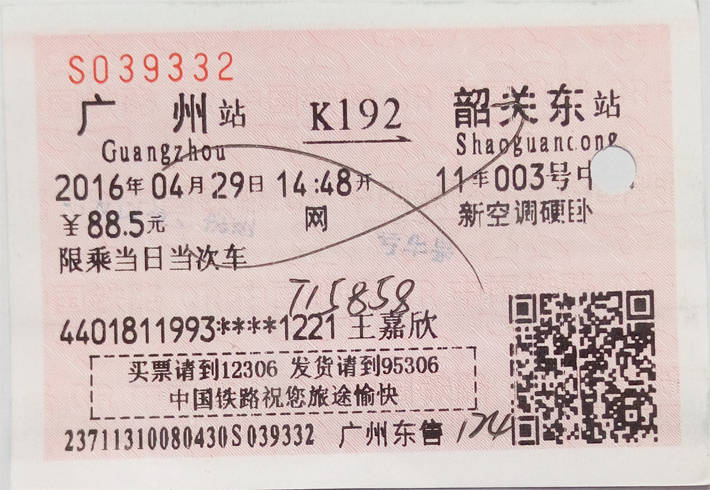 S039332
广州站 K192 韶关东站
Guangzhou Shaoguandong
2016年04月29日 14:48开 11车003号中
￥88.5元 网 新空调硬卧
限乘当日当次车
T15858
4401811993****1221 王嘉欣
买票请到12306 发货请到95306
中国铁路祝您旅途愉快
23711310080430S039332 广州东售